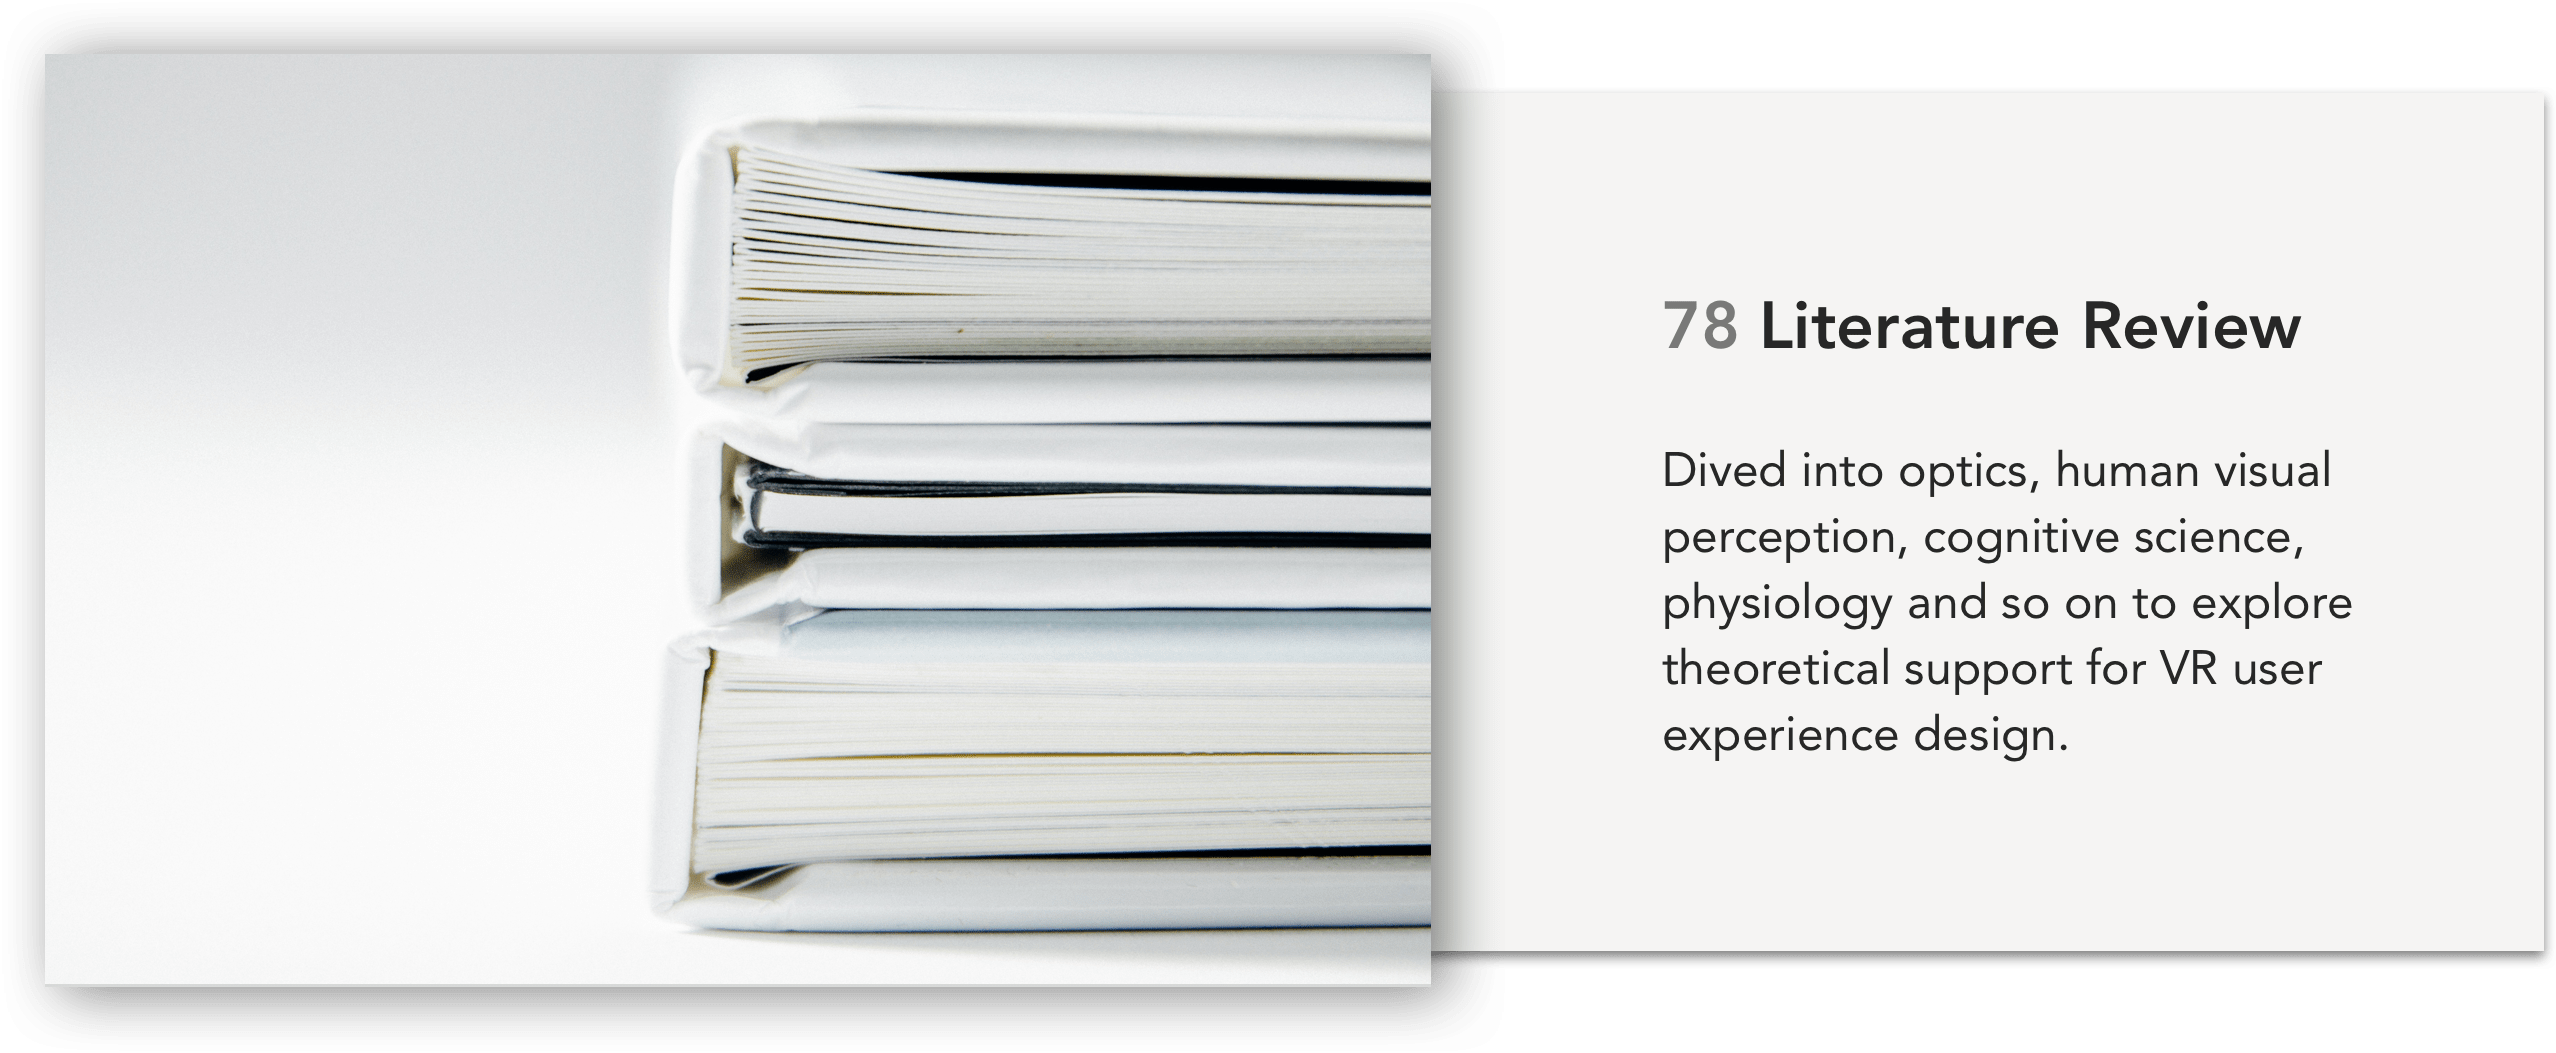 78 Literature Review
Dived into optics, human visual
perception, cognitive science,
physiology and so on to explore
theoretical support for VR user
experience design.